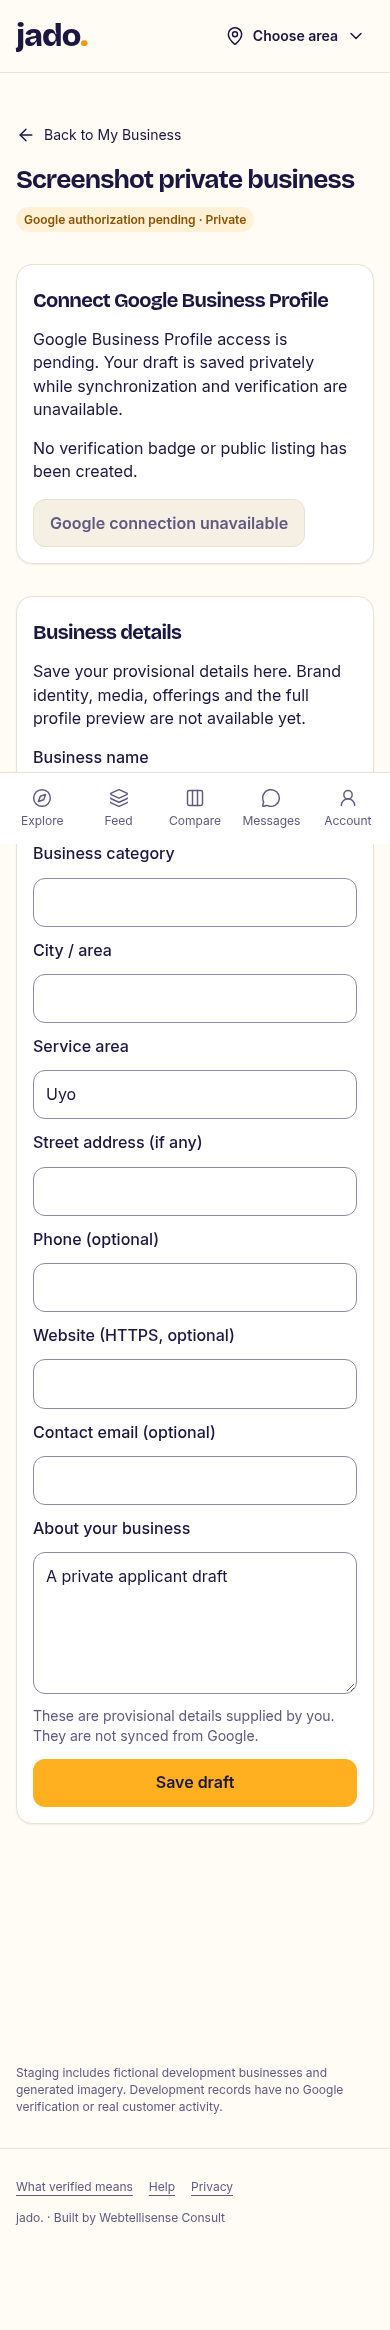 jado.
Choose area
Back to My Business
Screenshot private business
Google authorization pending · Private
Connect Google Business Profile
Google Business Profile access is
pending. Your draft is saved privately
while synchronization and verification are
unavailable.
No verification badge or public listing has
been created.
Google connection unavailable
Business details
Save your provisional details here. Brand
identity, media, offerings and the full
profile preview are not available yet.
Business name
Explore
Feed
Compare
Messages
Account
Business category
City / area
Service area
Uyo
Street address (if any)
Phone (optional)
Website (HTTPS, optional)
Contact email (optional)
About your business
A private applicant draft
These are provisional details supplied by you.
They are not synced from Google.
Save draft
Staging includes fictional development businesses and
generated imagery. Development records have no Google
verification or real customer activity.
What verified means
Help
Privacy
jado. · Built by Webtellisense Consult